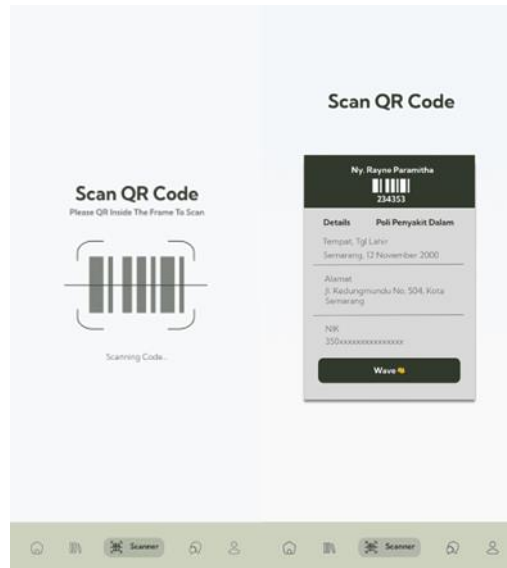 Scan QR Code
Please QR Inside The Frame To Scan
Scanning Code..
Scanner
Scan QR Code
Ny. Rayne Paramitha
234353
Details Poli Penyakit Dalam
Tempat, Tgl Lahir
Semarang, 12 November 2000
Alamat
Jl. Kedungmundu No. 504, Kota
Semarang
NIK
350xxxxxxxxxxxxx
Wave
Scanner